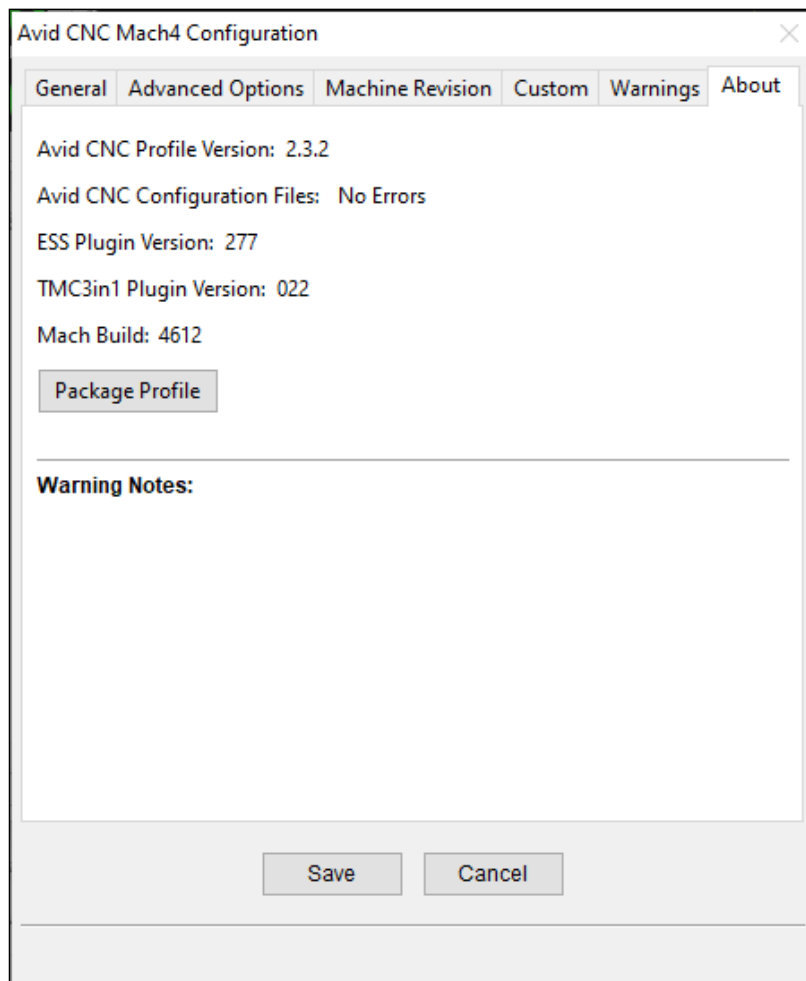 Avid CNC Mach4 Configuration
General Advanced Options Machine Revision Custom Warnings About
Avid CNC Profile Version: 2.3.2
Avid CNC Configuration Files: No Errors
ESS Plugin Version: 277
TMC3in1 Plugin Version: 022
Mach Build: 4612
Package Profile
Warning Notes:
Save Cancel